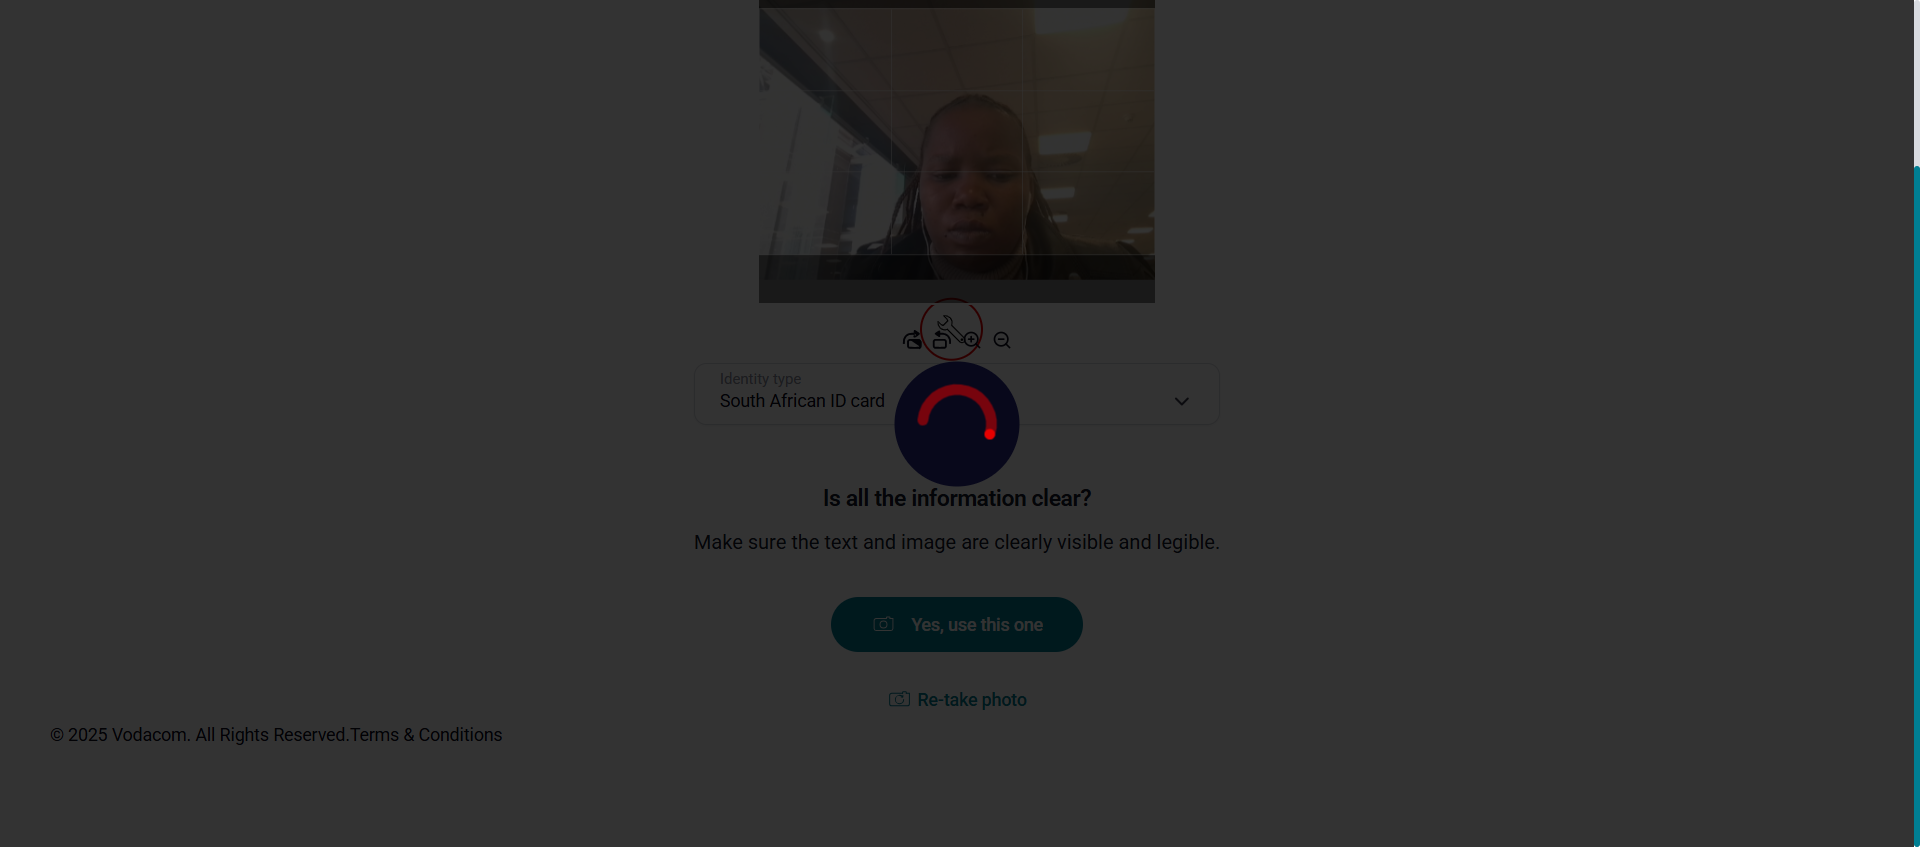 Identity type
South African ID card
Is all the information clear?
Make sure the text and image are clearly visible and legible.
Yes, use this one
Re-take photo
© 2025 Vodacom. All Rights Reserved.Terms & Conditions